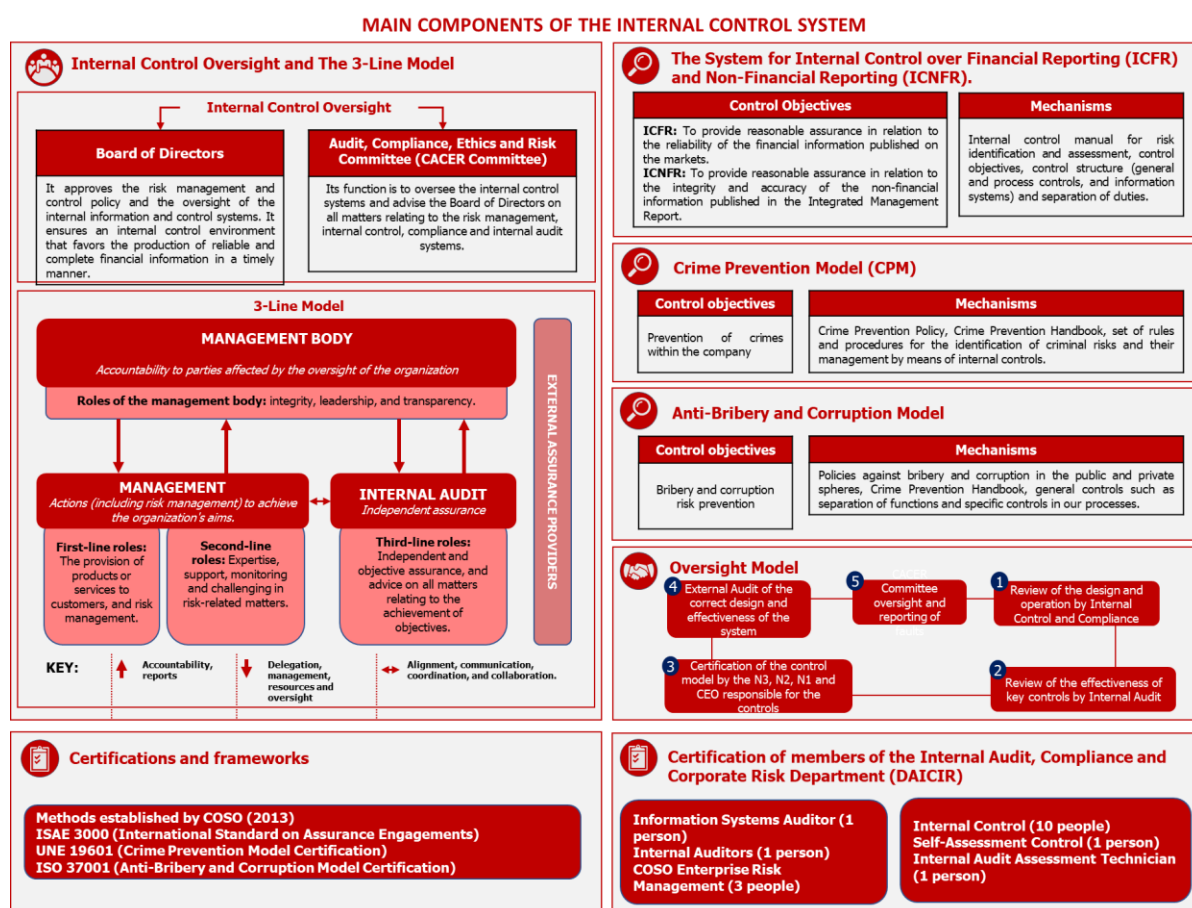 MAIN COMPONENTS OF THE INTERNAL CONTROL SYSTEM
Internal Control Oversight and The 3-Line Model
Internal Control Oversight
Board of Directors
It approves the risk management and
control policy and the oversight of the
internal information and control systems. It
ensures an internal control environment
that favors the production of reliable and
complete financial information in a timely
manner.
Audit, Compliance, Ethics and Risk
Committee (CACER Committee)
Its function is to oversee the internal control
systems and advise the Board of Directors on
all matters relating to the risk management,
internal control, compliance and internal audit
systems.
3-Line Model
MANAGEMENT BODY
Accountability to parties affected by the oversight of the organization
Roles of the management body: integrity, leadership, and transparency.
MANAGEMENT
Actions (including risk management) to achieve
the organization's aims.
INTERNAL AUDIT
Independent assurance
First-line roles:
The provision of
products or
services to
customers, and risk
management.
Second-line
roles: Expertise,
support, monitoring
and challenging in
risk-related matters.
Third-line roles:
Independent and
objective assurance, and
advice on all matters
relating to the
achievement of
objectives.
EXTERNAL ASSURANCE PROVIDERS
KEY:
Accountability,
reports
Delegation,
management,
resources and
oversight
Alignment, communication,
coordination, and collaboration.
The System for Internal Control over Financial Reporting (ICFR)
and Non-Financial Reporting (ICNFR).
Control Objectives
ICFR: To provide reasonable assurance in relation to
the reliability of the financial information published
on the markets.
ICNFR: To provide reasonable assurance in relation to
the integrity and accuracy of the non-financial
information published in the Integrated Management
Report.
Mechanisms
Internal control manual for risk
identification and assessment, control
objectives, control structure (general
and process controls, and information
systems) and separation of duties.
Crime Prevention Model (CPM)
Control objectives
Prevention of crimes
within the company
Mechanisms
Crime Prevention Policy, Crime Prevention Handbook, set of rules
and procedures for the identification of criminal risks and their
management by means of internal controls.
Anti-Bribery and Corruption Model
Control objectives
Bribery and corruption
risk prevention
Mechanisms
Policies against bribery and corruption in the public and private
spheres, Crime Prevention Handbook, general controls such as
separation of functions and specific controls in our processes.
Oversight Model
4
External Audit of the
correct design and
effectiveness of the
system
5
CACER
Committee
oversight and
reporting of
1
Review of the design and
operation by Internal
Control and Compliance
3
Certification of the control
model by the N3, N2, N1 and
CEO responsible for the
controls
2
Review of the effectiveness of
key controls by Internal Audit
Certifications and frameworks
Methods established by COSO (2013)
ISAE 3000 (International Standard on Assurance Engagements)
UNE 19601 (Crime Prevention Model Certification)
ISO 37001 (Anti-Bribery and Corruption Model Certification)
Certification of members of the Internal Audit, Compliance and
Corporate Risk Department (DAICIR)
Information Systems Auditor (1
person)
Internal Auditors (1 person)
COSO Enterprise Risk
Management (3 people)
Internal Control (10 people)
Self-Assessment Control (1 person)
Internal Audit Assessment Technician
(1 person)